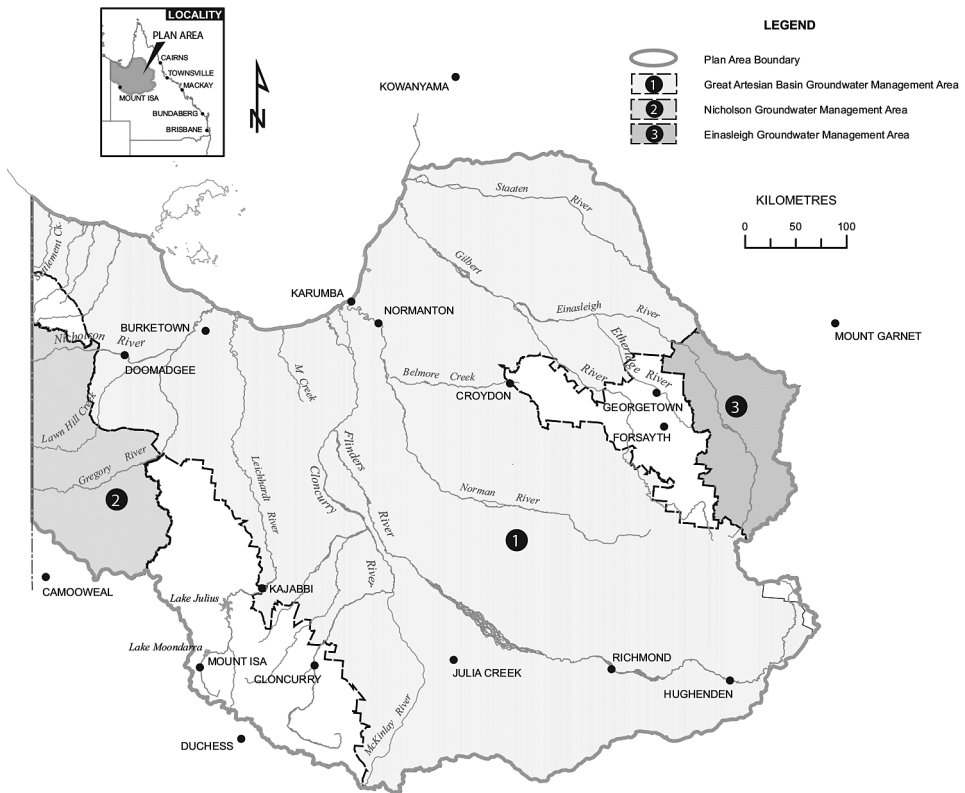 LOCALITY
PLAN AREA
CAIRNS
TOWNSVILLE
MACKAY
MOUNT ISA
BUNDABERG
BRISBANE
N
LEGEND
Plan Area Boundary
1 Great Artesian Basin Groundwater Management Area
2 Nicholson Groundwater Management Area
3 Einasleigh Groundwater Management Area
KILOMETRES
0 50 100
KOWANYAMA
Staaten River
Settlement Ck.
Gilbert
KARUMBA
NORMANTON
Einasleigh River
MOUNT GARNET
BURKETOWN
Nicholson River
DOOMADGEE
Etheridge River
River
M Creek
Belmore Creek
CROYDON
GEORGETOWN
3
FORSAYTH
Lawn Hill Creek
Gregory River
Leichhardt River
Cloncurry River
Flinders River
Norman River
2
1
CAMOOWEAL
KAJABBI
Lake Julius
Lake Moondarra
MOUNT ISA
CLONCURRY
JULIA CREEK
RICHMOND
HUGHENDEN
McKinlay River
DUCHESS